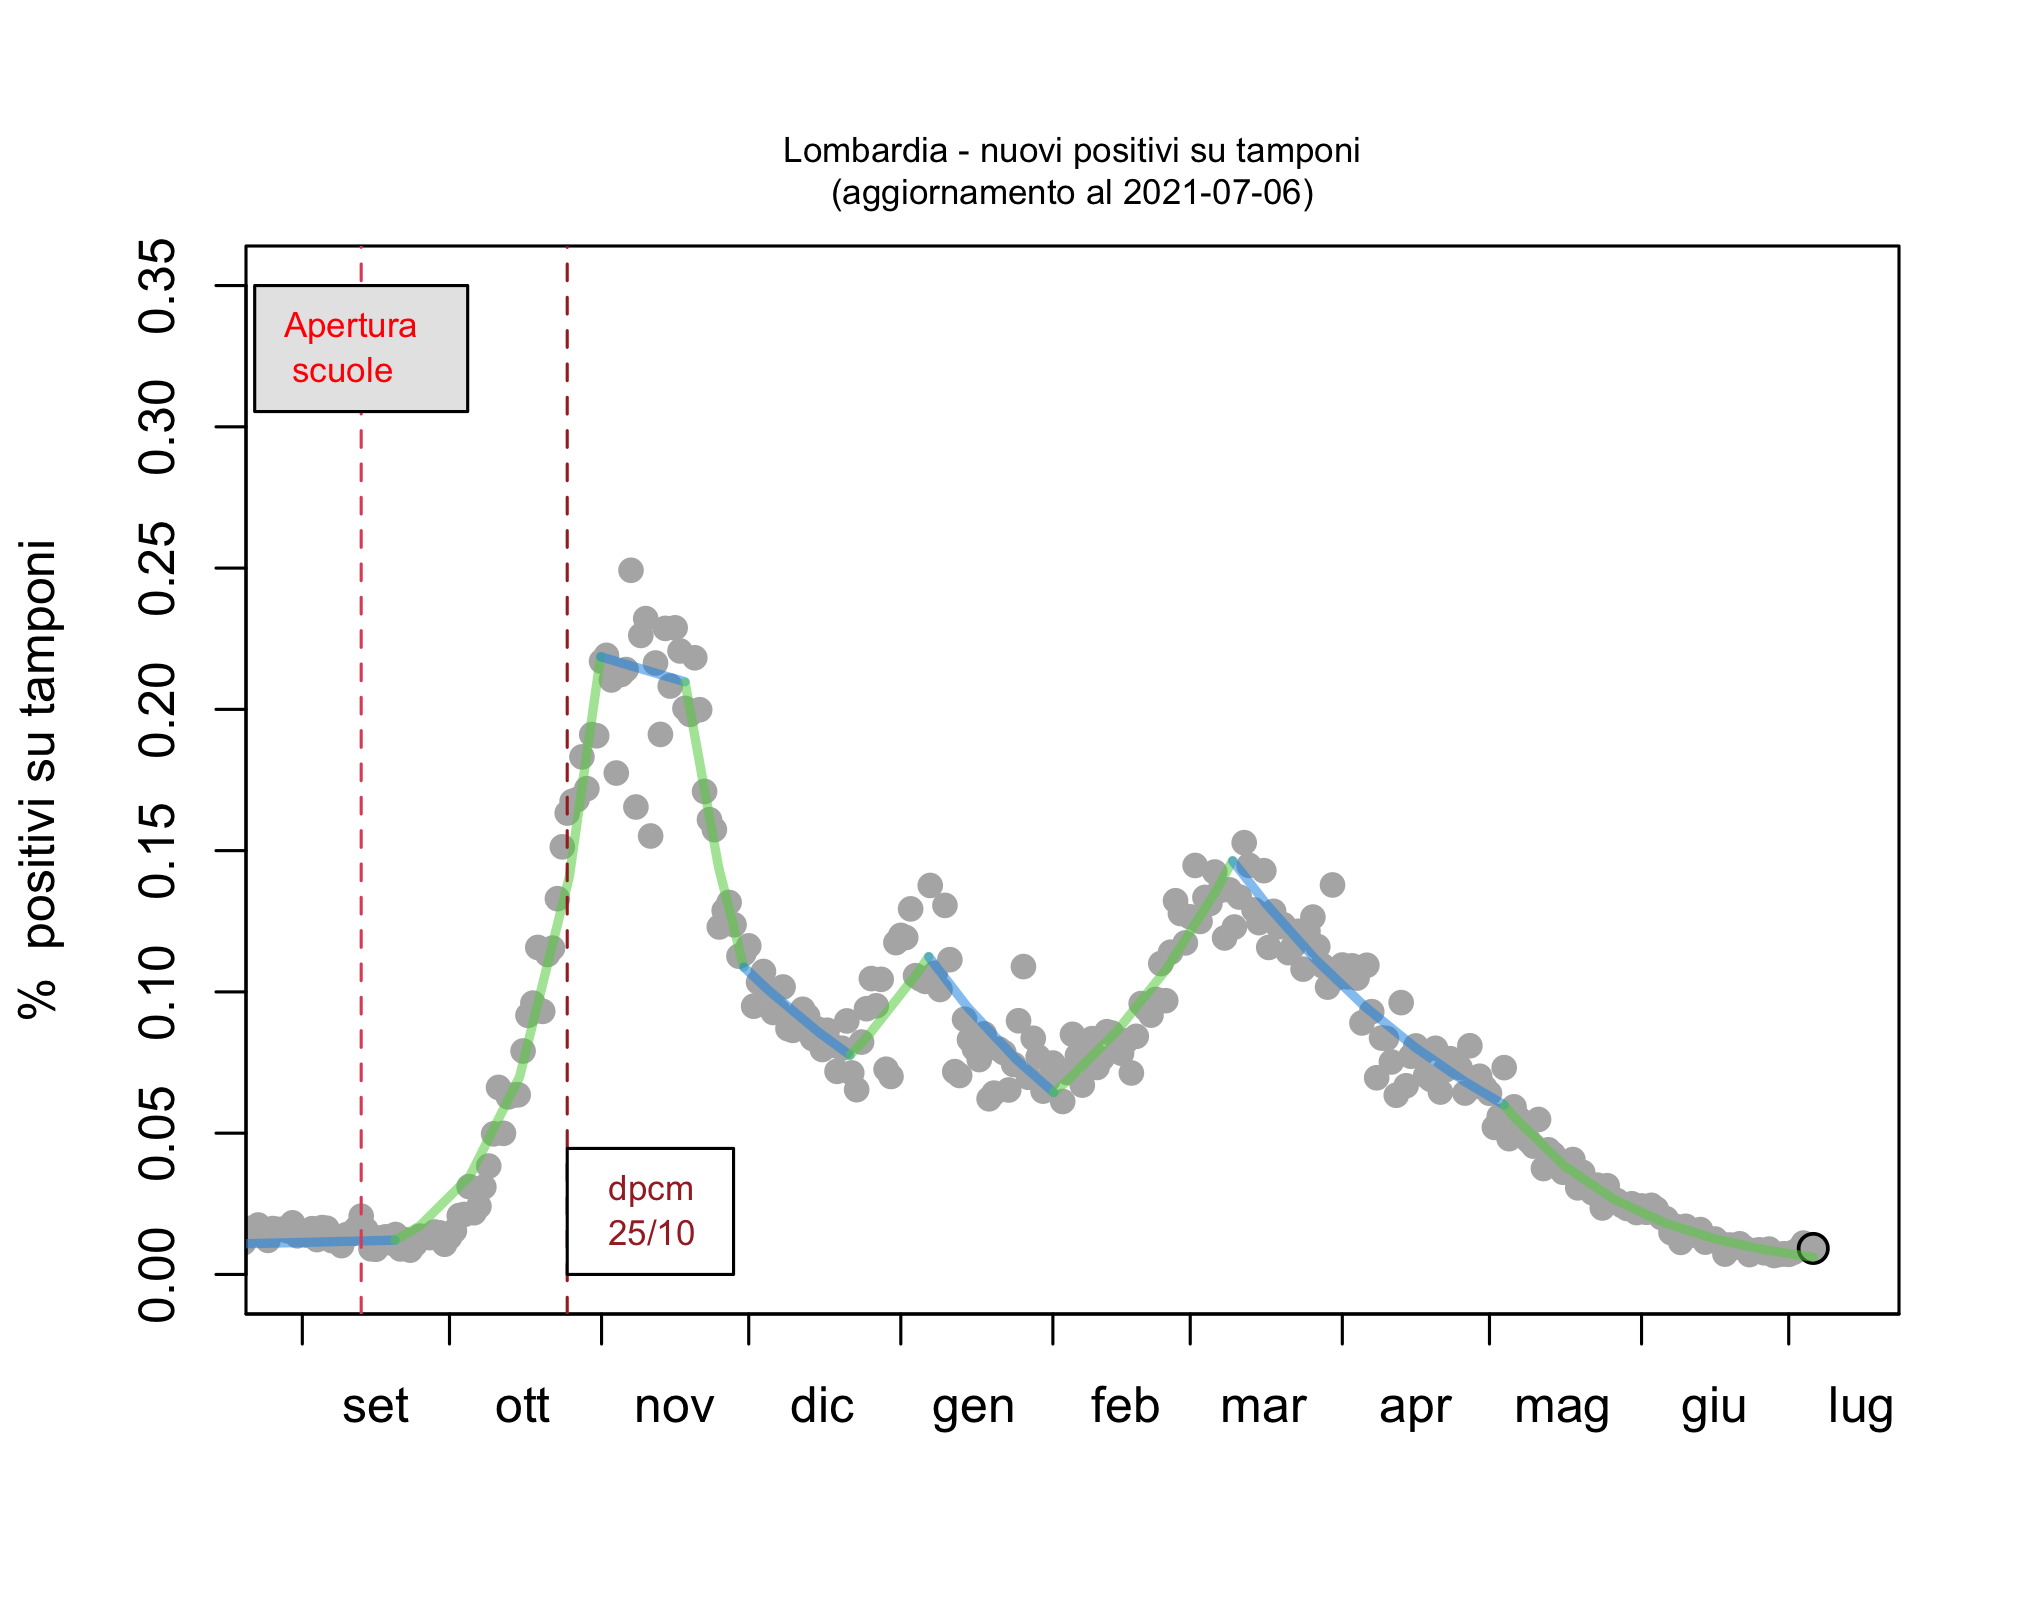 Lombardia - nuovi positivi su tamponi
(aggiornamento al 2021-07-06)
% positivi su tamponi
0.35
0.30
0.25
0.20
0.15
0.10
0.05
0.00
Apertura
scuole
dpcm
25/10
set ott nov dic gen feb mar apr mag giu lug